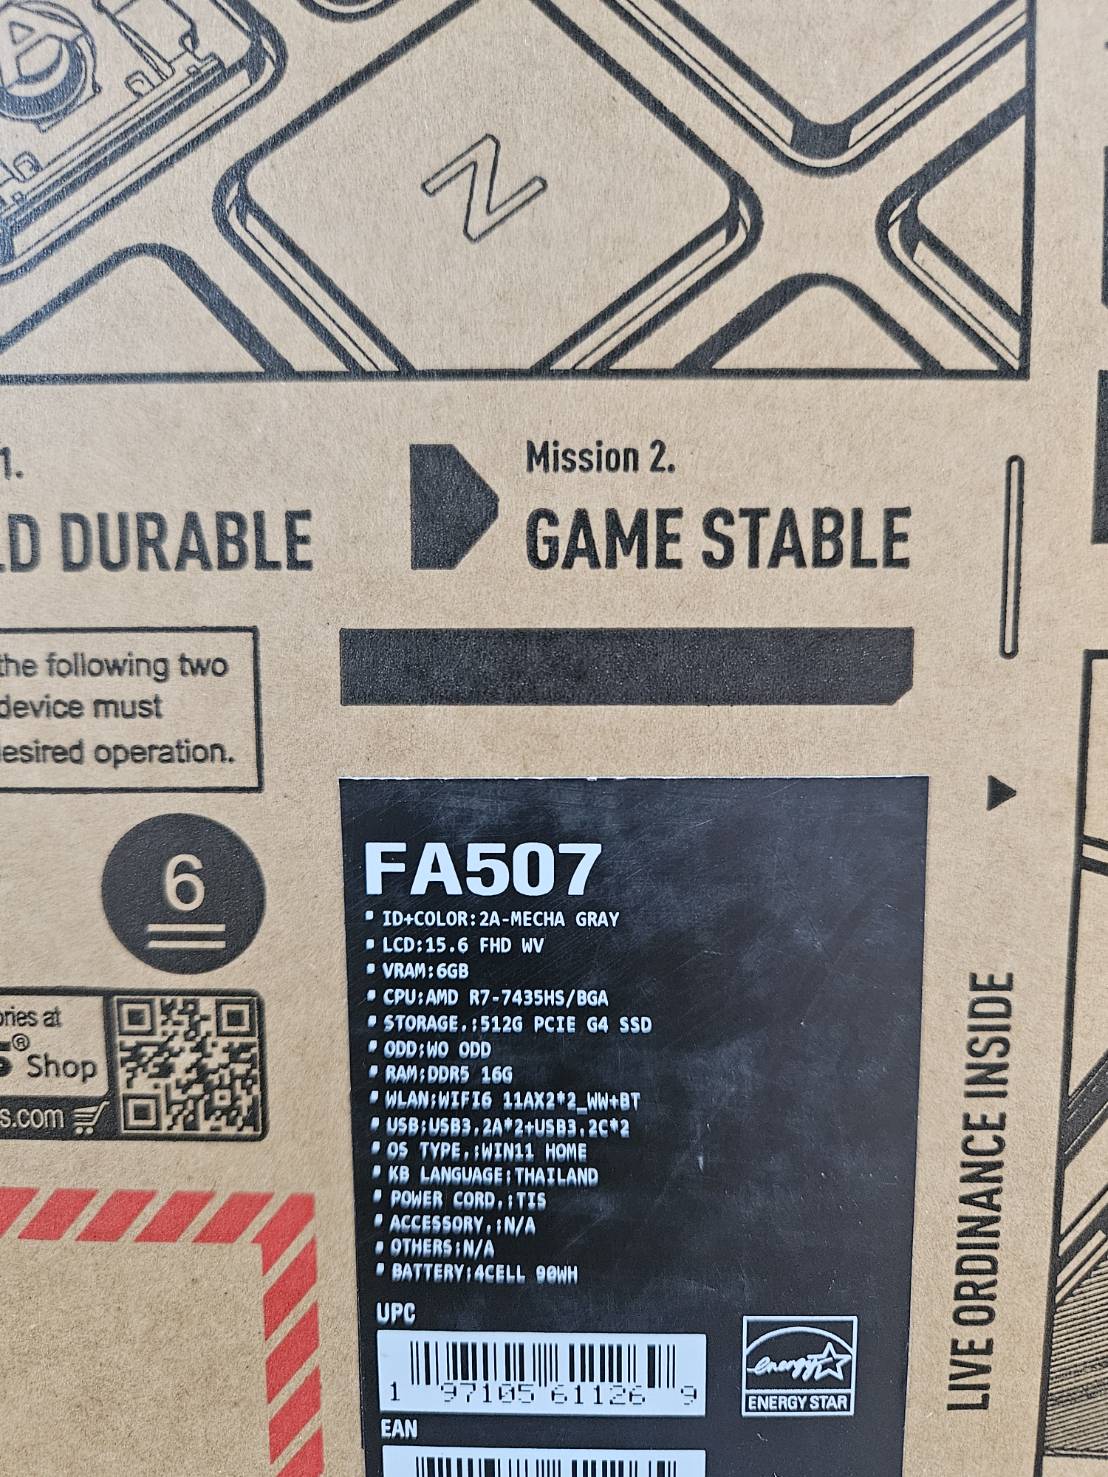 N
1.
Mission 2.
D DURABLE
GAME STABLE
the following two
device must
esired operation.
6
ories at
® Shop
s.com
FA507
ID+COLOR:2A-MECHA GRAY
LCD:15.6 FHD WV
VRAM:6GB
CPU:AMD R7-7435HS/BGA
STORAGE.:512G PCIE G4 SSD
ODD:WO ODD
RAM:DDR5 16G
WLAN:WIFI6 11AX2*2_WW+BT
USB:USB3.2A*2+USB3.2C*2
OS TYPE.:WIN11 HOME
KB LANGUAGE:THAILAND
POWER CORD.:TIS
ACCESSORY.:N/A
OTHERS:N/A
BATTERY:4CELL 90WH
UPC
1 97105 61126 9
energy
ENERGY STAR
EAN
LIVE ORDINANCE INSIDE